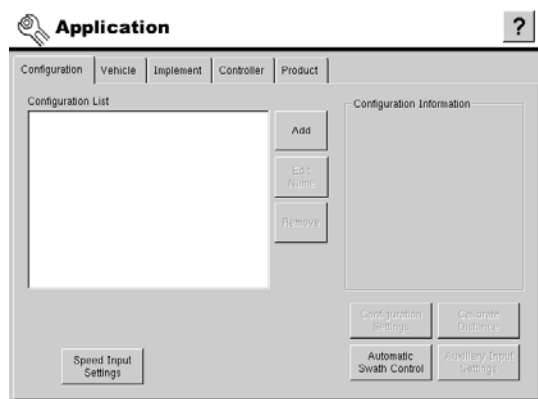 Application
?
Configuration Vehicle Implement Controller Product
Configuration List
Configuration Information
Add
Edit
Name
Remove
Configuration
Settings
Calibrate
Distance
Speed Input
Settings
Automatic
Swath Control
Auxiliary Input
Settings